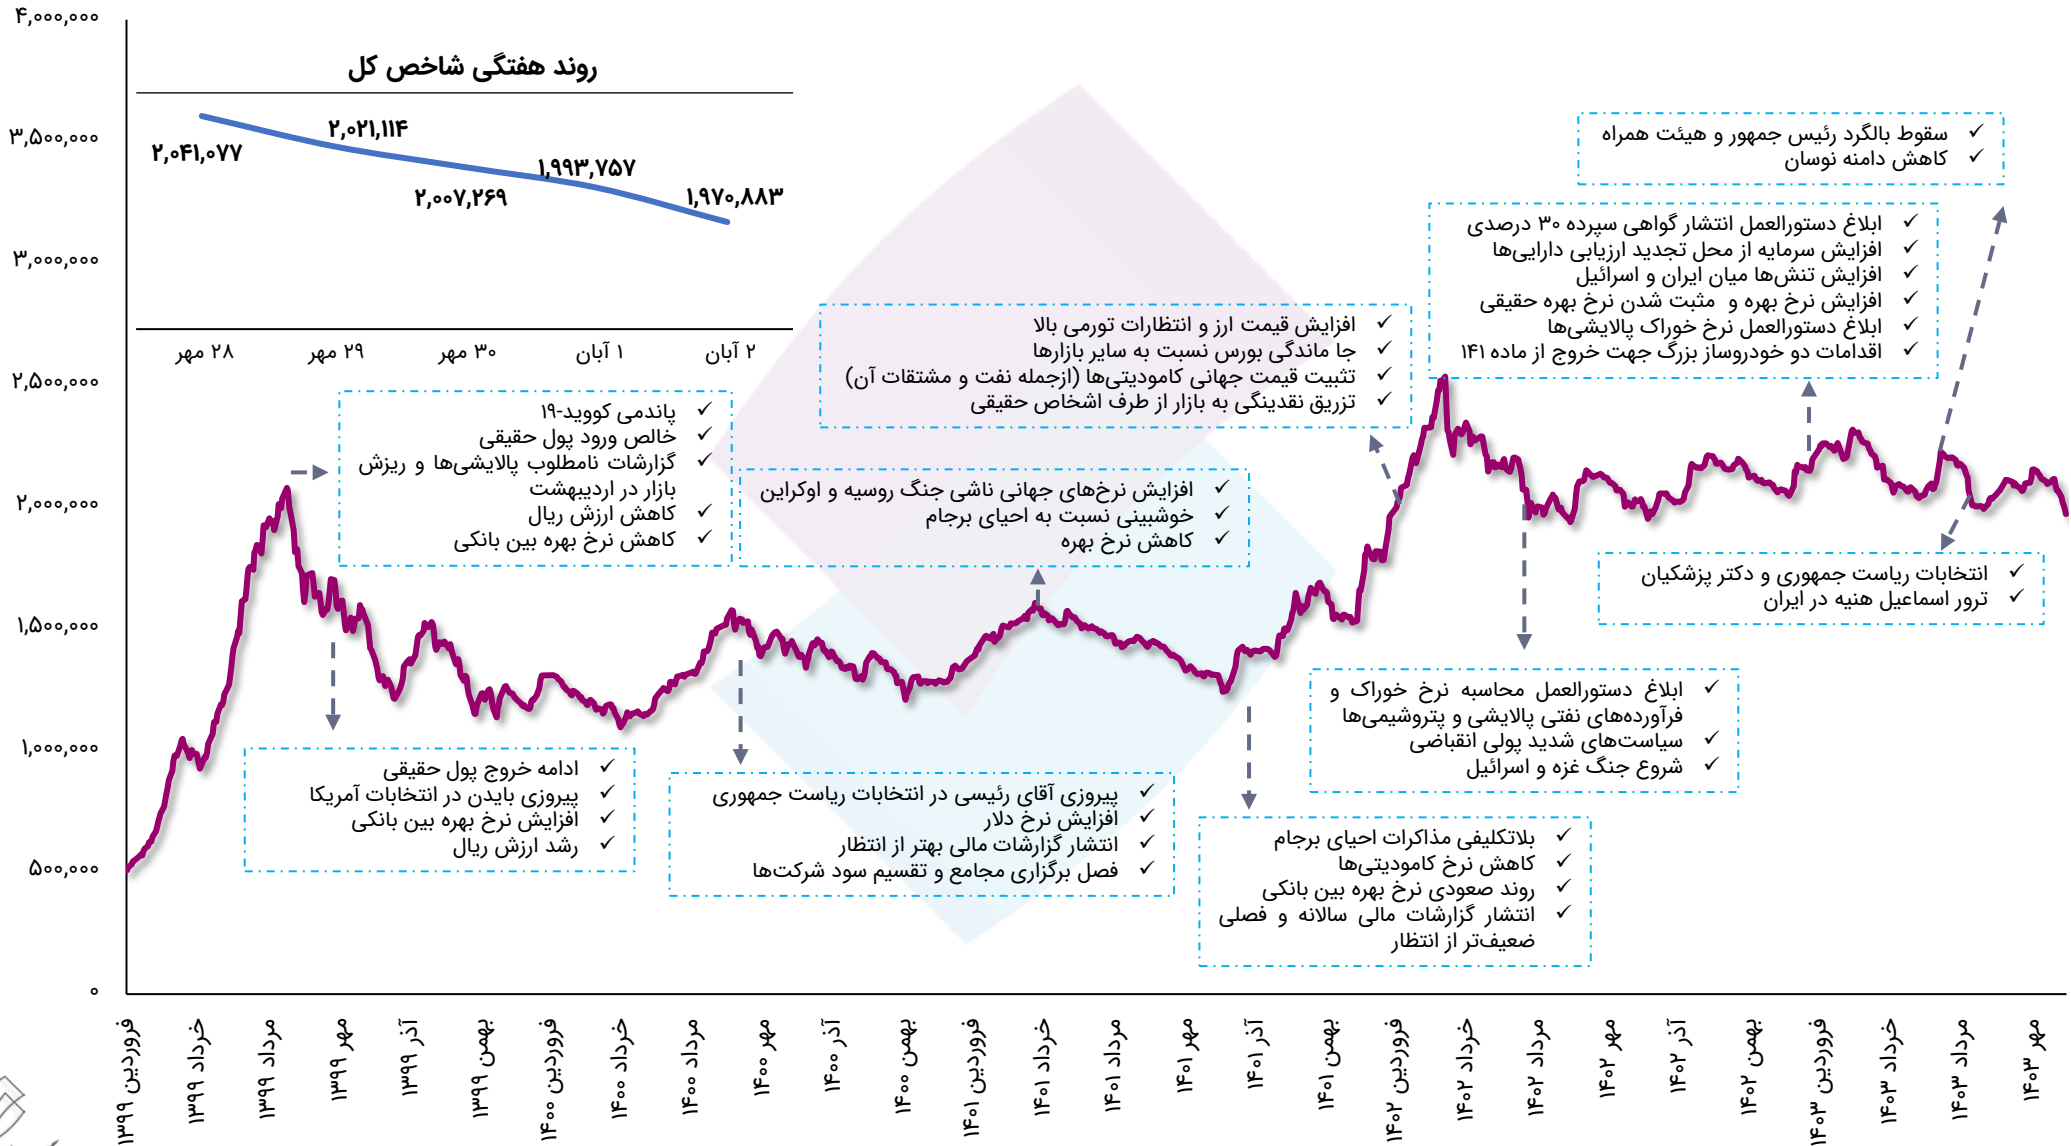 ۴,۰۰۰,۰۰۰
۳,۵۰۰,۰۰۰
۳,۰۰۰,۰۰۰
۲,۵۰۰,۰۰۰
۲,۰۰۰,۰۰۰
۱,۵۰۰,۰۰۰
۱,۰۰۰,۰۰۰
۵۰۰,۰۰۰
۰
روند هفتگی شاخص کل
۲,۰۴۱,۰۷۷
۲,۰۲۱,۱۱۴
۲,۰۰۷,۲۶۹
۱,۹۹۳,۷۵۷
۱,۹۷۰,۸۸۳
۲۸ مهر
۲۹ مهر
۳۰ مهر
۱ آبان
۲ آبان
✓ پاندمی کووید-۱۹
✓ خالص ورود پول حقیقی
✓ گزارشات نامطلوب پالایشی‌ها و ریزش
بازار در اردیبهشت
✓ کاهش ارزش ریال
✓ کاهش نرخ بهره بین بانکی
✓ ادامه خروج پول حقیقی
✓ پیروزی بایدن در انتخابات آمریکا
✓ افزایش نرخ بهره بین بانکی
✓ رشد ارزش ریال
✓ پیروزی آقای رئیسی در انتخابات ریاست جمهوری
✓ افزایش نرخ دلار
✓ انتشار گزارشات مالی بهتر از انتظار
✓ فصل برگزاری مجامع و تقسیم سود شرکت‌ها
✓ افزایش نرخ‌های جهانی ناشی جنگ روسیه و اوکراین
✓ خوشبینی نسبت به احیای برجام
✓ کاهش نرخ بهره
✓ بلاتکلیفی مذاکرات احیای برجام
✓ کاهش نرخ کامودیتی‌ها
✓ روند صعودی نرخ بهره بین بانکی
✓ انتشار گزارشات مالی سالانه و فصلی
ضعیف‌تر از انتظار
✓ افزایش قیمت ارز و انتظارات تورمی بالا
✓ جا ماندگی بورس نسبت به سایر بازارها
✓ تثبیت قیمت جهانی کامودیتی‌ها (ازجمله نفت و مشتقات آن)
✓ تزریق نقدینگی به بازار از طرف اشخاص حقیقی
✓ ابلاغ دستورالعمل محاسبه نرخ خوراک و
فرآورده‌های نفتی پالایشی و پتروشیمی‌ها
✓ سیاست‌های شدید پولی انقباضی
✓ شروع جنگ غزه و اسرائیل
✓ ابلاغ دستورالعمل انتشار گواهی سپرده ۳۰ درصدی
✓ افزایش سرمایه از محل تجدید ارزیابی دارایی‌ها
✓ افزایش تنش‌ها میان ایران و اسرائیل
✓ افزایش نرخ بهره و مثبت شدن نرخ بهره حقیقی
✓ ابلاغ دستورالعمل نرخ خوراک پالایشی‌ها
✓ اقدامات دو خودروساز بزرگ جهت خروج از ماده ۱۴۱
✓ سقوط بالگرد رئیس جمهور و هیئت همراه
✓ کاهش دامنه نوسان
✓ انتخابات ریاست جمهوری و دکتر پزشکیان
✓ ترور اسماعیل هنیه در ایران
فروردین ۱۳۹۹
خرداد ۱۳۹۹
مرداد ۱۳۹۹
مهر ۱۳۹۹
آذر ۱۳۹۹
بهمن ۱۳۹۹
فروردین ۱۴۰۰
خرداد ۱۴۰۰
مرداد ۱۴۰۰
مهر ۱۴۰۰
آذر ۱۴۰۰
بهمن ۱۴۰۰
فروردین ۱۴۰۱
خرداد ۱۴۰۱
مرداد ۱۴۰۱
مهر ۱۴۰۱
آذر ۱۴۰۱
بهمن ۱۴۰۱
فروردین ۱۴۰۲
خرداد ۱۴۰۲
مرداد ۱۴۰۲
مهر ۱۴۰۲
آذر ۱۴۰۲
بهمن ۱۴۰۲
فروردین ۱۴۰۳
خرداد ۱۴۰۳
مرداد ۱۴۰۳
مهر ۱۴۰۳